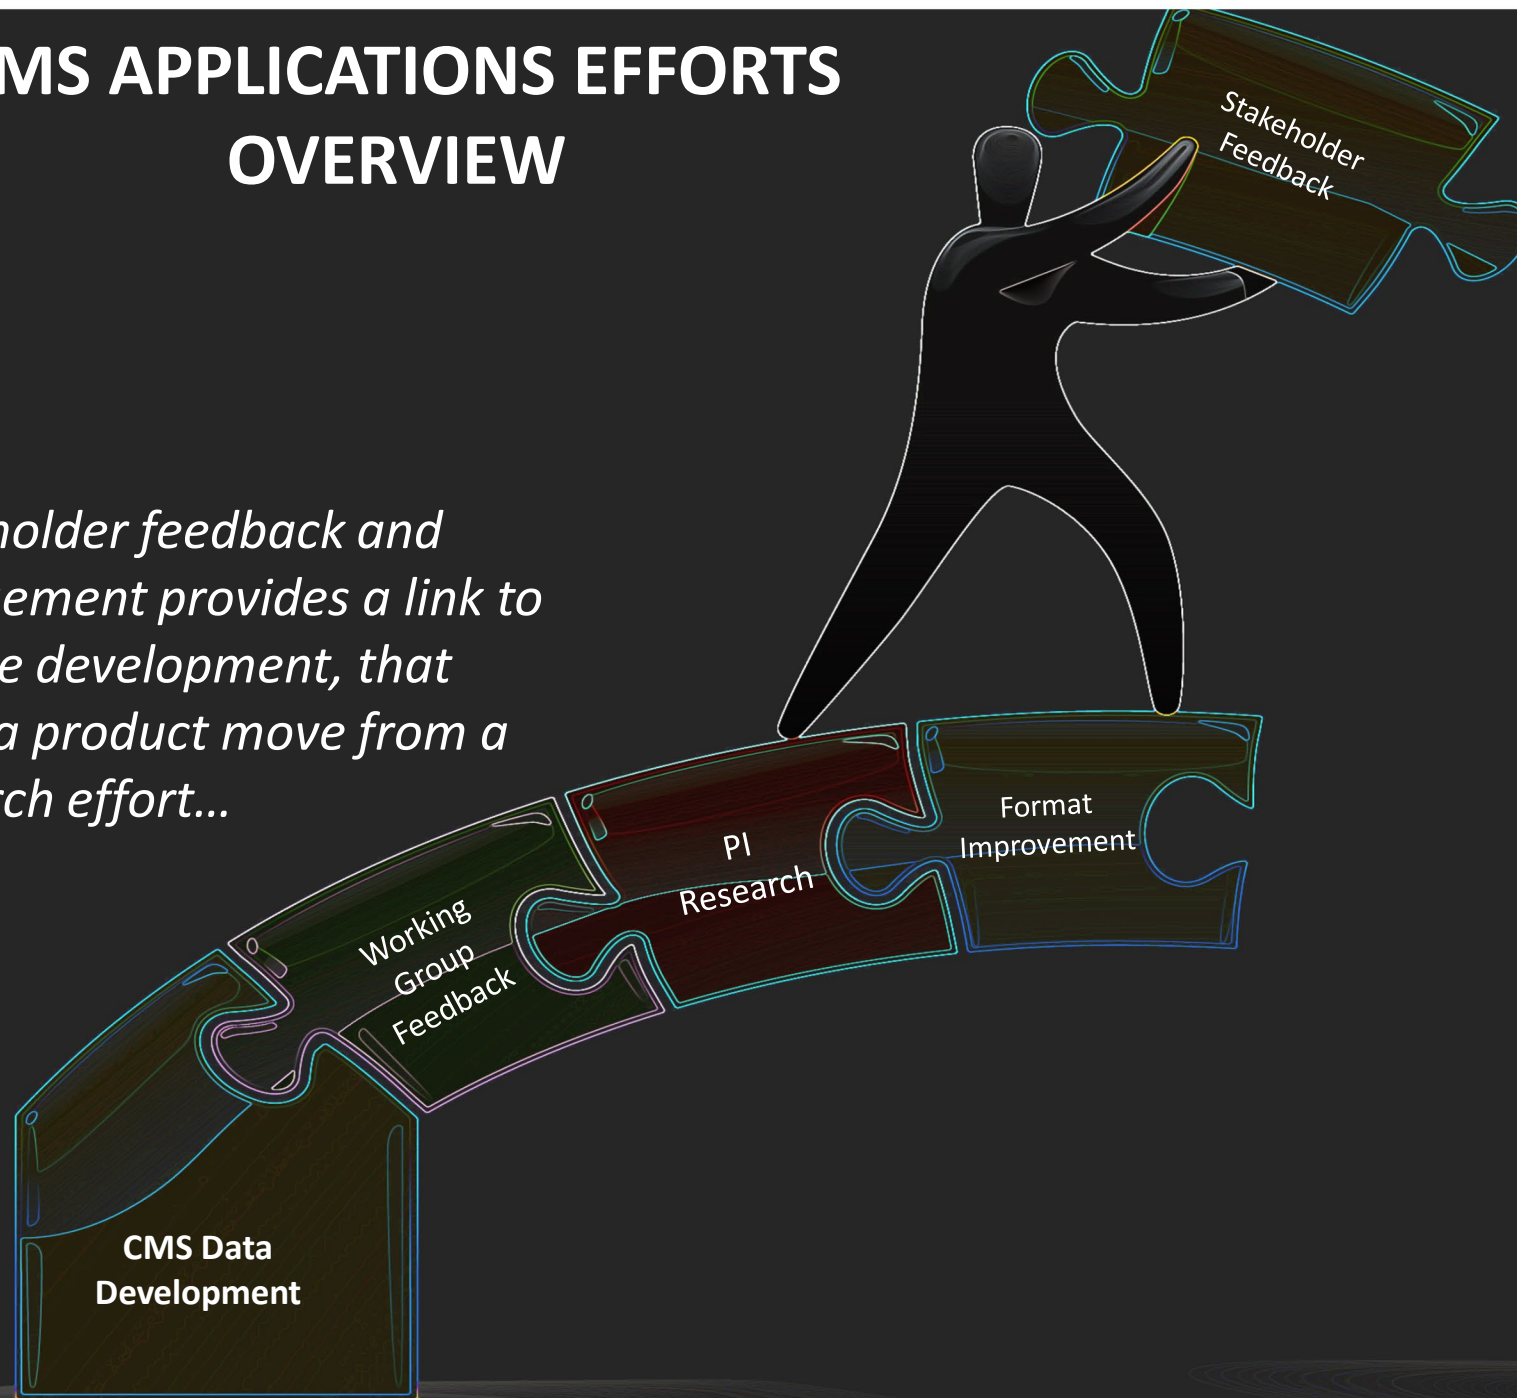 MS APPLICATIONS EFFORTS
OVERVIEW
Stakeholder
Feedback
holder feedback and
ement provides a link to
e development, that
a product move from a
rch effort…
Format
Improvement
PI
Research
Working
Group
Feedback
CMS Data
Development